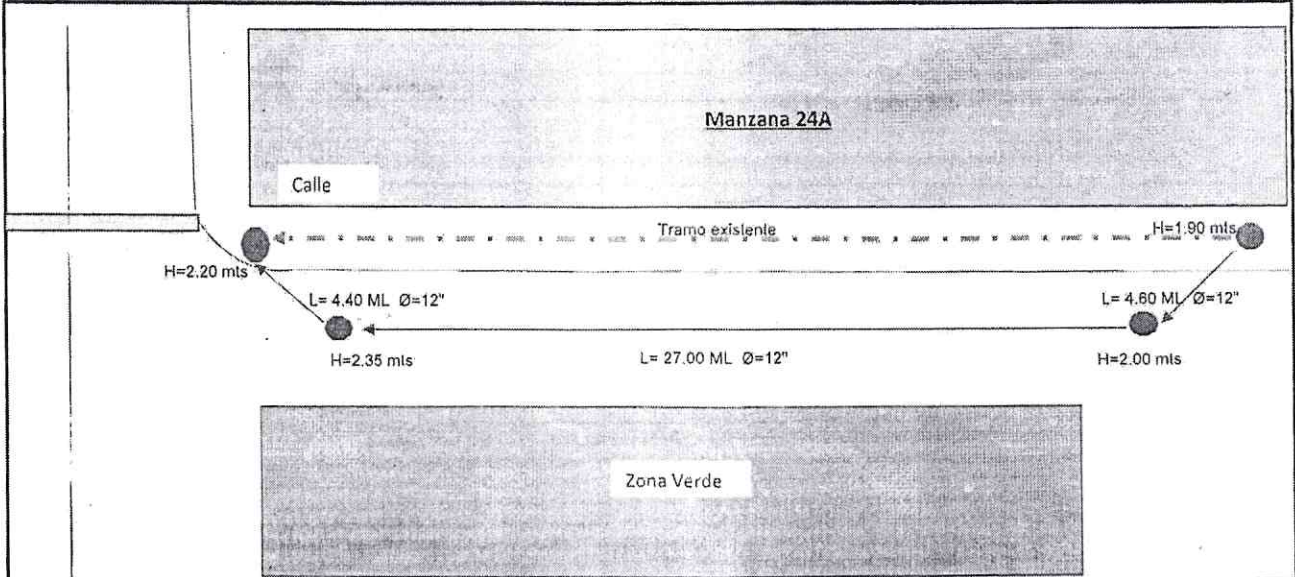 Manzana 24A
Calle
Tramo existente
H=1.90 mts
H=2.20 mts
L= 4.40 ML Ø=12"
L= 4.60 ML Ø=12"
H=2.35 mts
L= 27.00 ML Ø=12"
H=2.00 mts
Zona Verde